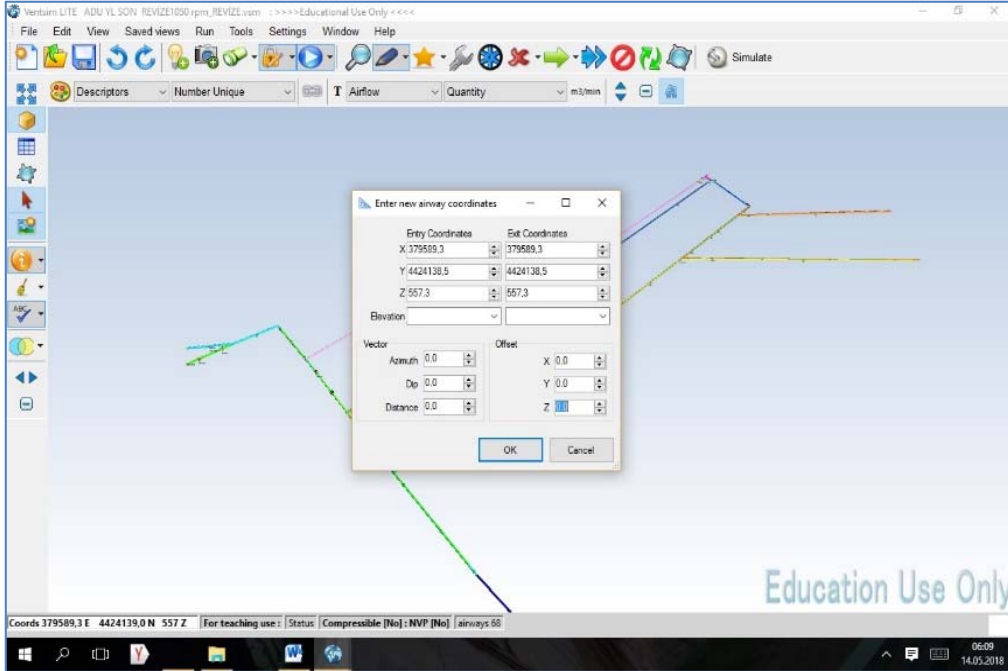 Ventsim LITE ADU YL SON REVİZE1050 rpm_REVİZE.vsm : >>>>Educational Use Only <<<<
File Edit View Saved views Run Tools Settings Window Help
Simulate
Descriptors Number Unique T Airflow Quantity m3/min
Enter new airway coordinates
Entry Coordinates Exit Coordinates
X 379589,3 379589,3
Y 4424138,5 4424138,5
Z 557,3 557,3
Elevation
Vector Offset
Azimuth 0,0 X 0,0
Dip 0,0 Y 0,0
Distance 0,0 Z 0,0
OK Cancel
ABC
Education Use Only
Coords 379589,3 E 4424139,0 N 557 Z For teaching use : Status Compressible [No] : NVP [No] airways 68
06:09
14.05.2018